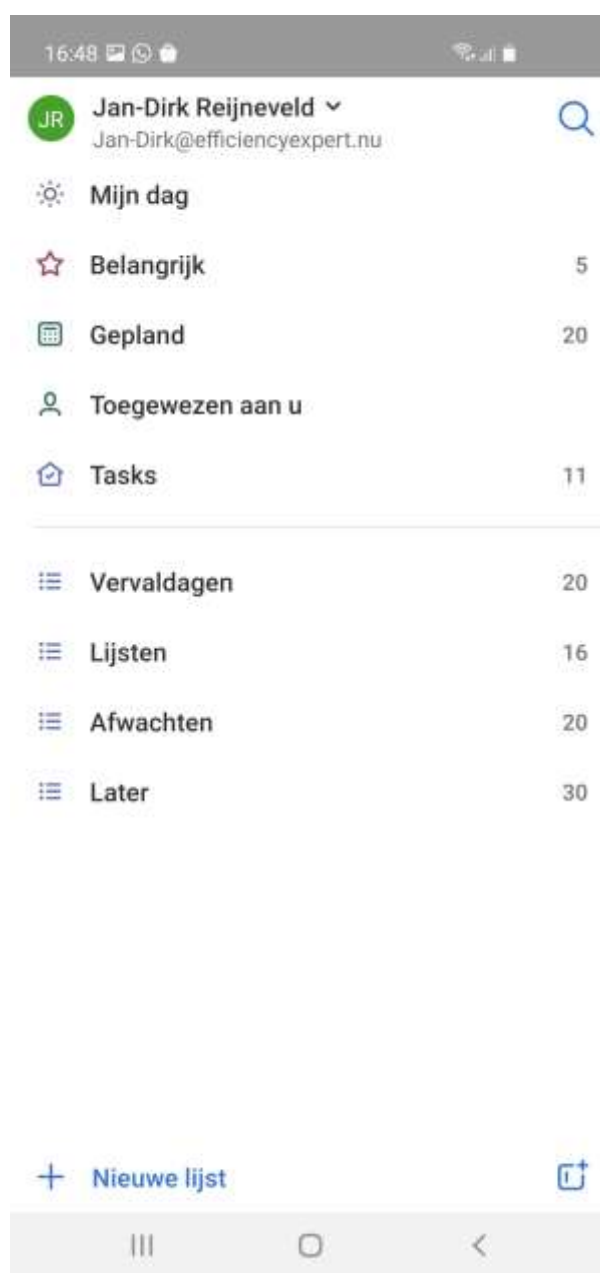 16:48
JR
Jan-Dirk Reijneveld
Jan-Dirk@efficiencyexpert.nu
Mijn dag
Belangrijk 5
Gepland 20
Toegewezen aan u
Tasks 11
Vervaldagen 20
Lijsten 16
Afwachten 20
Later 30
Nieuwe lijst